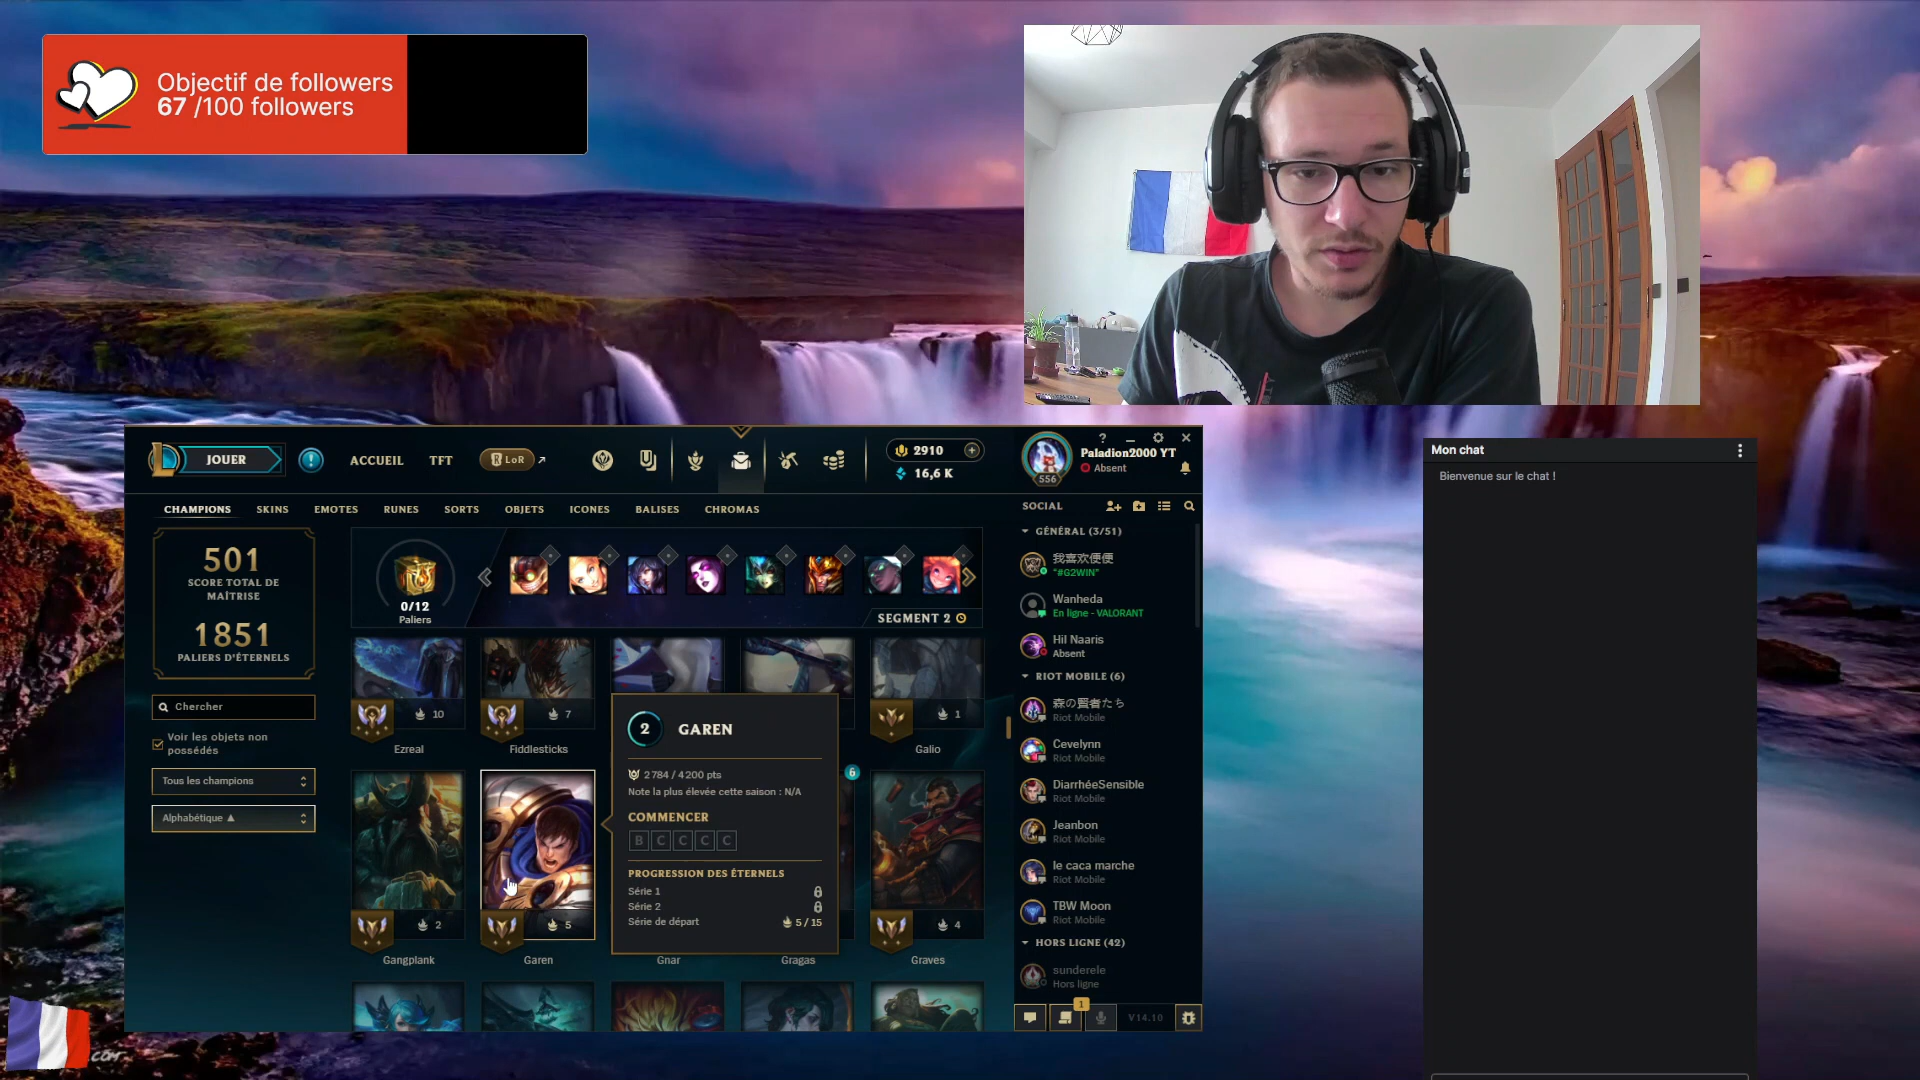 Objectif de followers
67 /100 followers
JOUER
ACCUEIL
TFT
LoR
2910
16,6 K
556
Paladion2000 YT
Absent
CHAMPIONS
SKINS
EMOTES
RUNES
SORTS
OBJETS
ICONES
BALISES
CHROMAS
501
SCORE TOTAL DE
MAÎTRISE
1851
PALIERS D'ÉTERNELS
Chercher
Voir les objets non
possédés
Tous les champions
Alphabétique ▲
0/12
Paliers
SEGMENT 2
10
Ezreal
7
Fiddlesticks
1
Galio
2
Gangplank
5
Garen
Gnar
6
Gragas
4
Graves
2 GAREN
2 784 / 4 200 pts
Note la plus élevée cette saison : N/A
COMMENCER
B C C C C
PROGRESSION DES ÉTERNELS
Série 1
Série 2
Série de départ 5 / 15
SOCIAL
GÉNÉRAL (3/51)
我喜欢便便
"#G2WIN"
Wanheda
En ligne - VALORANT
Hil Naaris
Absent
RIOT MOBILE (6)
森の賢者たち
Riot Mobile
Cevelynn
Riot Mobile
DiarrhéeSensible
Riot Mobile
Jeanbon
Riot Mobile
le caca marche
Riot Mobile
TBW Moon
Riot Mobile
HORS LIGNE (42)
sunderele
Hors ligne
1
V14.10
Mon chat
Bienvenue sur le chat !
.COM